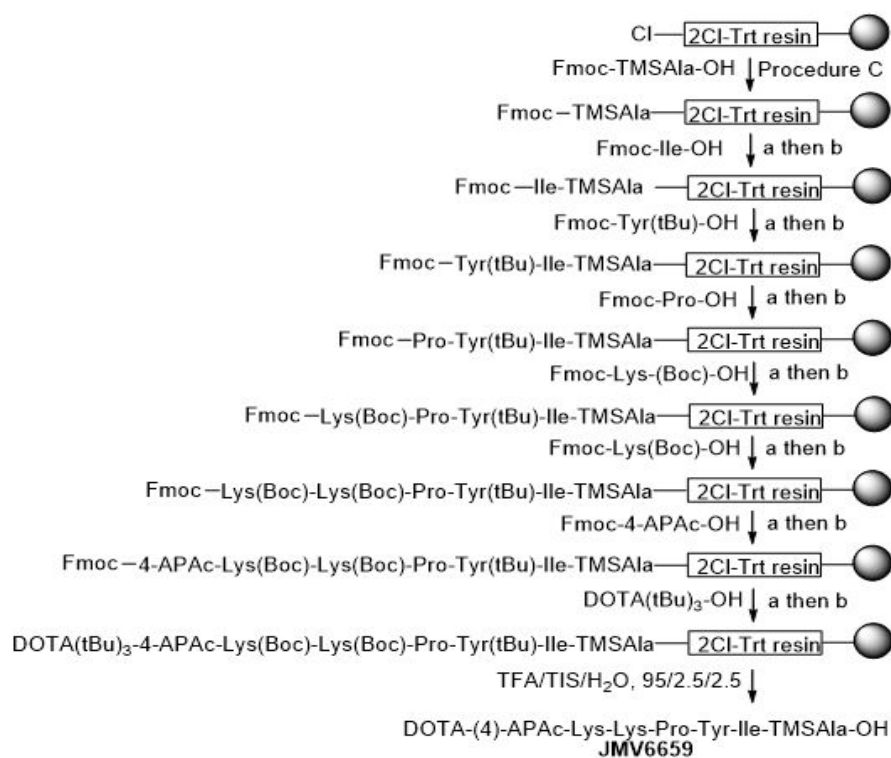 Cl 2Cl-Trt resin
Fmoc-TMSAla-OH Procedure C
Fmoc-TMSAla 2Cl-Trt resin
Fmoc-Ile-OH a then b
Fmoc-Ile-TMSAla 2Cl-Trt resin
Fmoc-Tyr(tBu)-OH a then b
Fmoc-Tyr(tBu)-Ile-TMSAla 2Cl-Trt resin
Fmoc-Pro-OH a then b
Fmoc-Pro-Tyr(tBu)-Ile-TMSAla 2Cl-Trt resin
Fmoc-Lys-(Boc)-OH a then b
Fmoc-Lys(Boc)-Pro-Tyr(tBu)-Ile-TMSAla 2Cl-Trt resin
Fmoc-Lys(Boc)-OH a then b
Fmoc-Lys(Boc)-Lys(Boc)-Pro-Tyr(tBu)-Ile-TMSAla 2Cl-Trt resin
Fmoc-4-APAc-OH a then b
Fmoc-4-APAc-Lys(Boc)-Lys(Boc)-Pro-Tyr(tBu)-Ile-TMSAla 2Cl-Trt resin
DOTA(tBu)₃-OH a then b
DOTA(tBu)₃-4-APAc-Lys(Boc)-Lys(Boc)-Pro-Tyr(tBu)-Ile-TMSAla 2Cl-Trt resin
TFA/TIS/H₂O, 95/2.5/2.5
DOTA-(4)-APAc-Lys-Lys-Pro-Tyr-Ile-TMSAla-OH
JMV6659